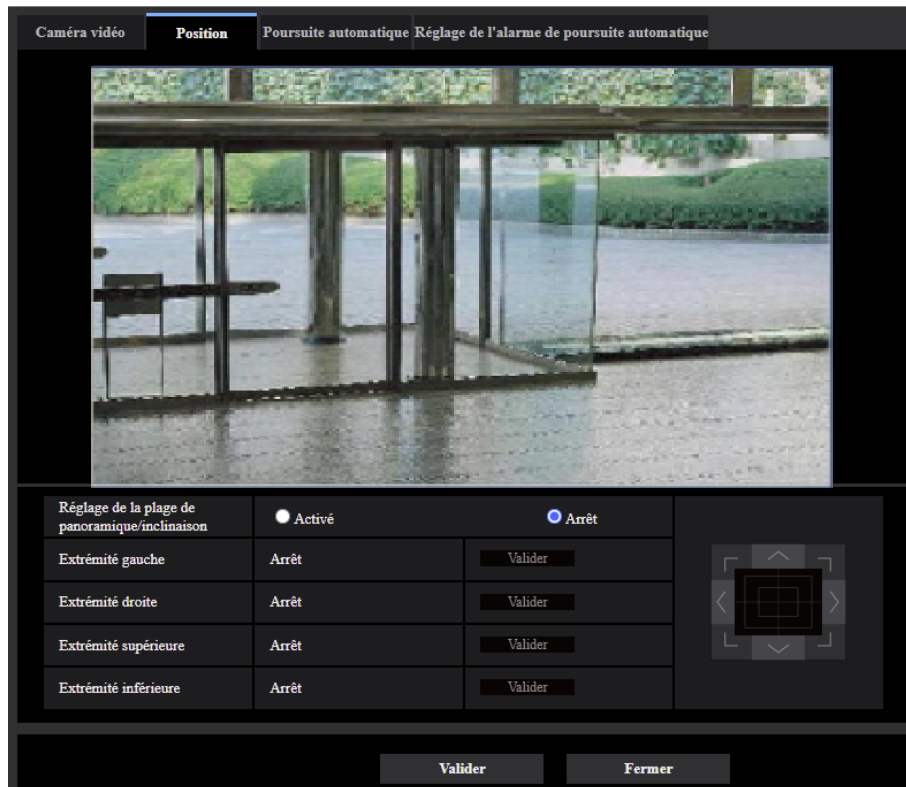 Caméra vidéo Position Poursuite automatique Réglage de l'alarme de poursuite automatique
Réglage de la plage de
panoramique/inclinaison
Activé Arrêt
Extrémité gauche Arrêt Valider
Extrémité droite Arrêt Valider
Extrémité supérieure Arrêt Valider
Extrémité inférieure Arrêt Valider
Valider Fermer